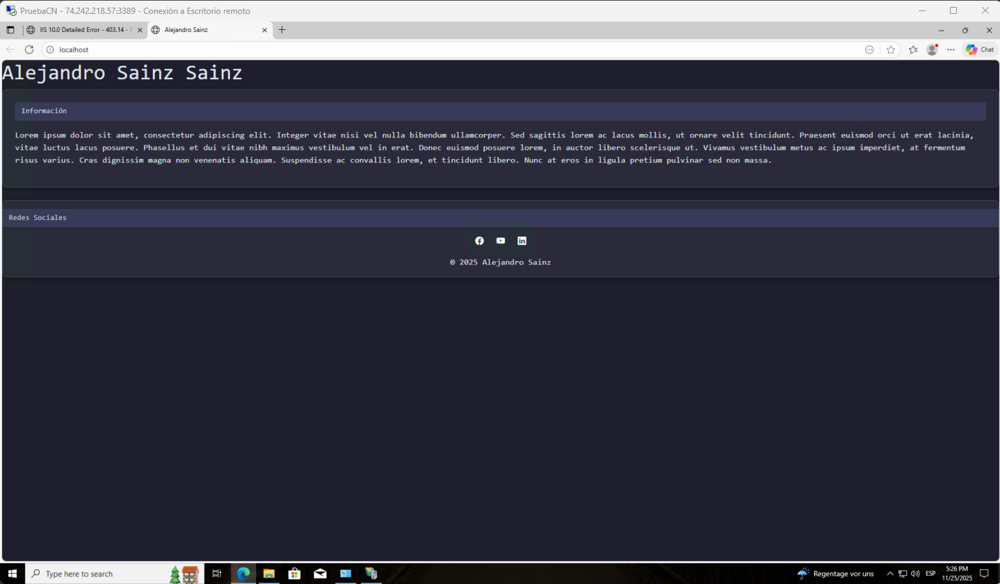 PruebaCN - 74.242.218.57:3389 - Conexión a Escritorio remoto
IIS 10.0 Detailed Error - 403.14 - F
Alejandro Sainz
localhost
Chat
Alejandro Sainz Sainz
Información
Lorem ipsum dolor sit amet, consectetur adipiscing elit. Integer vitae nisi vel nulla bibendum ullamcorper. Sed sagittis lorem ac lacus mollis, ut ornare velit tincidunt. Praesent euismod orci ut erat lacinia,
vitae luctus lacus posuere. Phasellus et dui vitae nibh maximus vestibulum vel in erat. Donec euismod posuere lorem, in auctor libero scelerisque ut. Vivamus vestibulum metus ac ipsum imperdiet, at fermentum
risus varius. Cras dignissim magna non venenatis aliquam. Suspendisse ac convallis lorem, et tincidunt libero. Nunc at eros in ligula pretium pulvinar sed non massa.
Redes Sociales
© 2025 Alejandro Sainz
Type here to search
Regentage vor uns
ESP
5:26 PM
11/25/2025